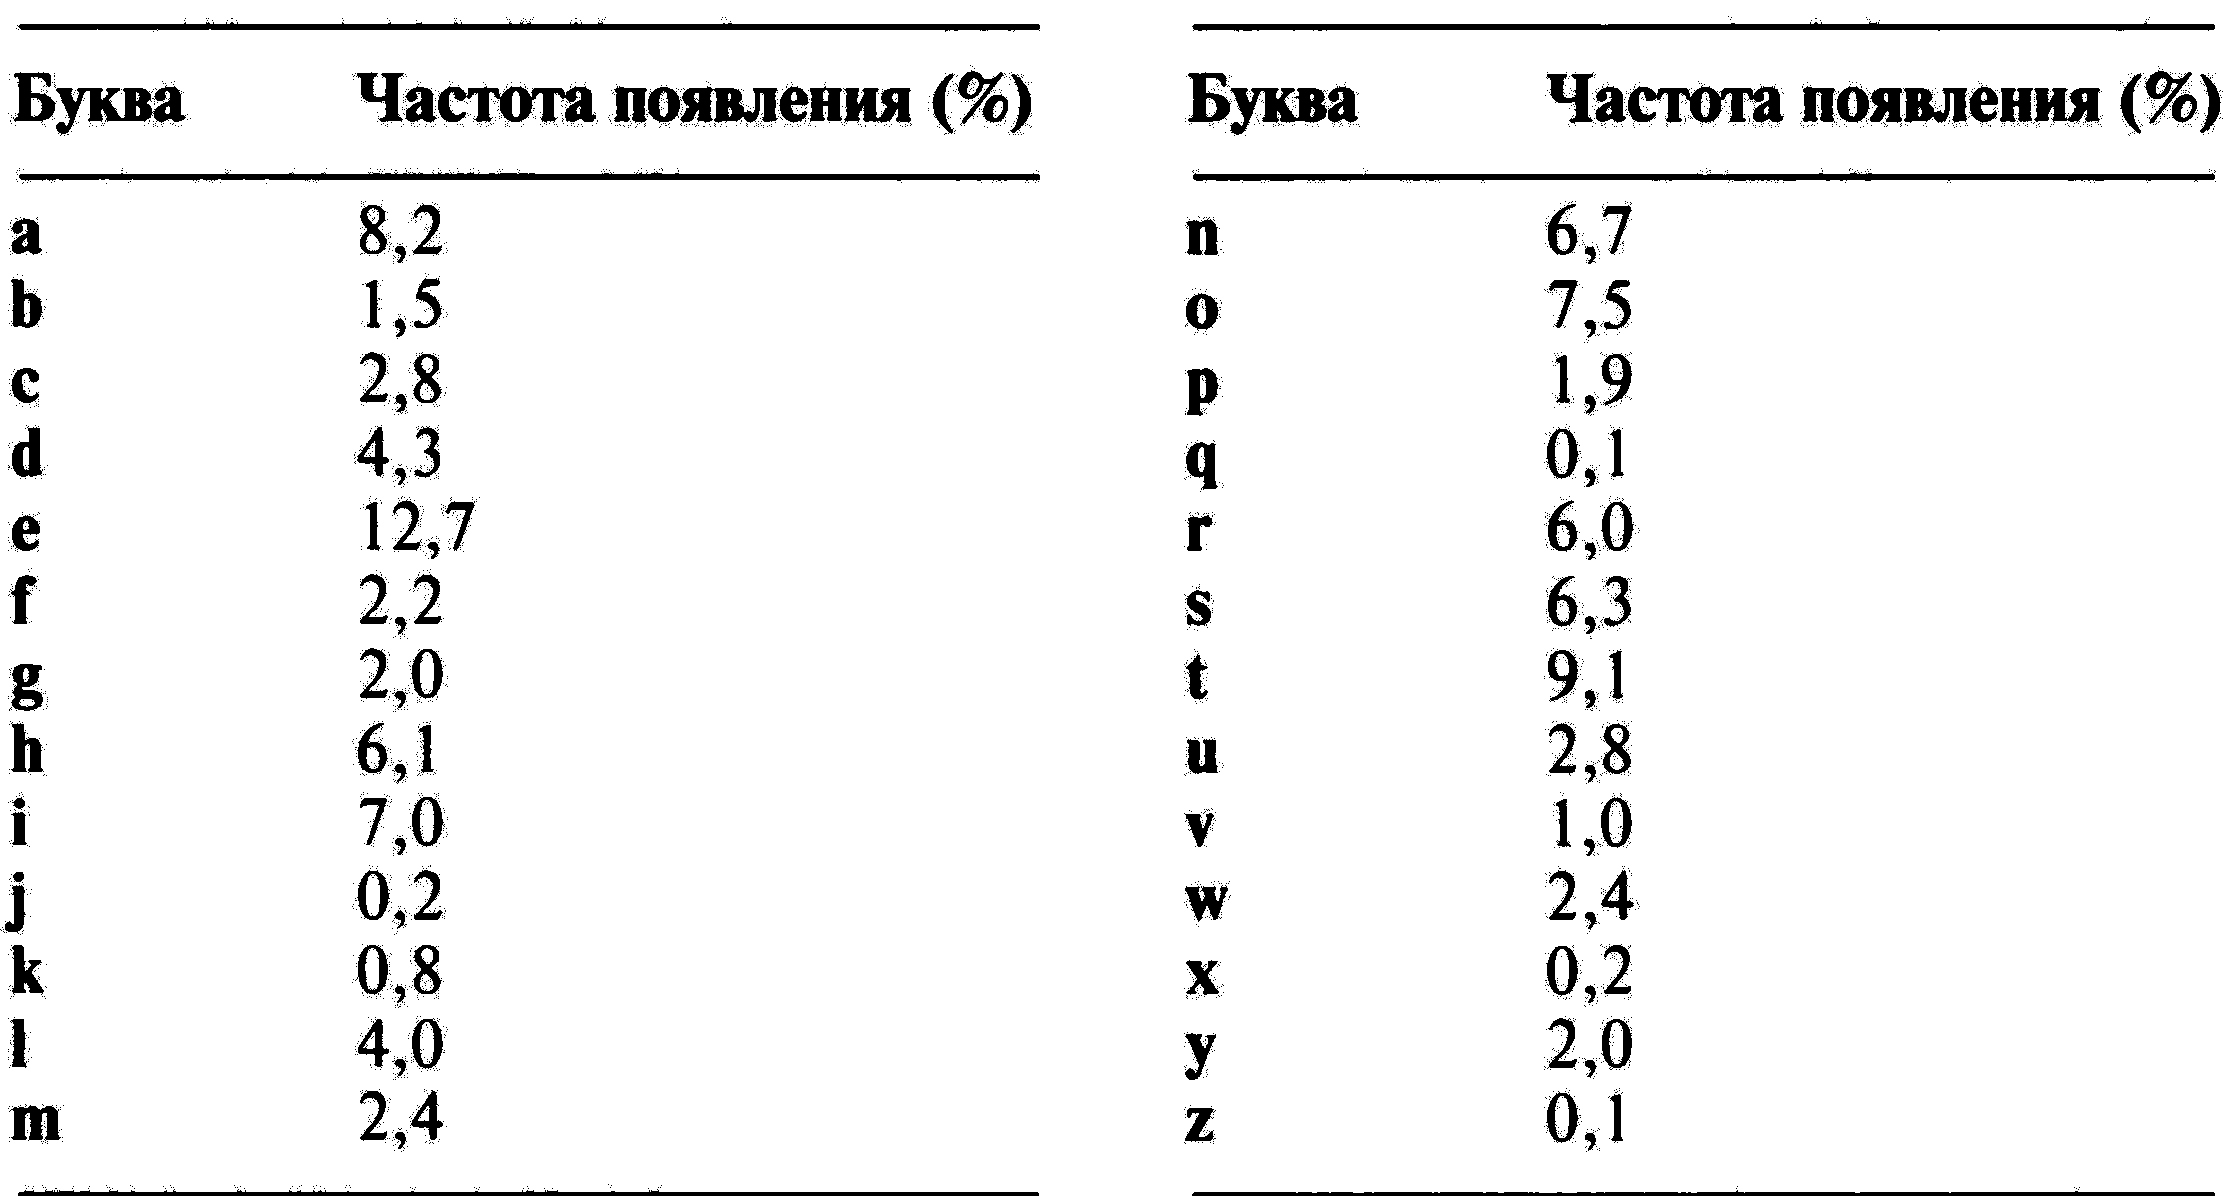 Буква Частота появления (%) Буква Частота появления (%)
a 8,2 n 6,7
b 1,5 o 7,5
c 2,8 p 1,9
d 4,3 q 0,1
e 12,7 r 6,0
f 2,2 s 6,3
g 2,0 t 9,1
h 6,1 u 2,8
i 7,0 v 1,0
j 0,2 w 2,4
k 0,8 x 0,2
l 4,0 y 2,0
m 2,4 z 0,1